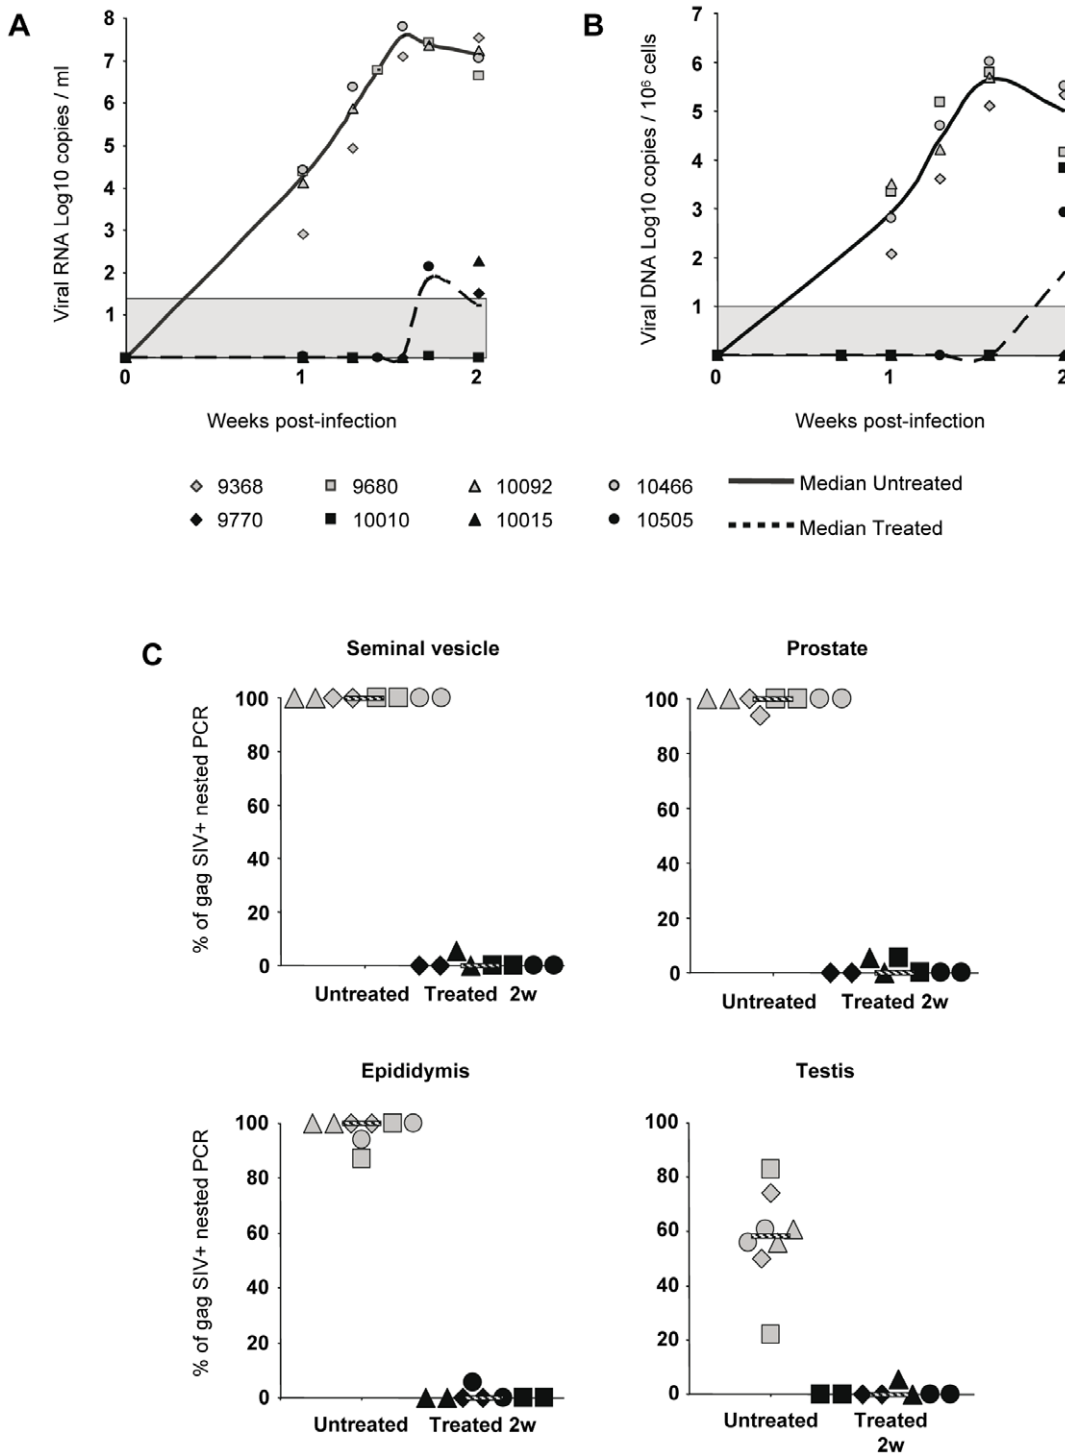 A
8
7
6
5
4
3
2
1
0
1
2
Viral RNA Log10 copies / ml
Weeks post-infection
B
7
6
5
4
3
2
1
0
1
2
Viral DNA Log10 copies / 10⁶ cells
Weeks post-infection
9368
9680
10092
10466
Median Untreated
9770
10010
10015
10505
Median Treated
C
Seminal vesicle
100
80
60
40
20
0
% of gag SIV+ nested PCR
Untreated
Treated 2w
Prostate
100
80
60
40
20
0
Untreated
Treated 2w
Epididymis
100
80
60
40
20
0
% of gag SIV+ nested PCR
Untreated
Treated 2w
Testis
100
80
60
40
20
0
Untreated
Treated
2w